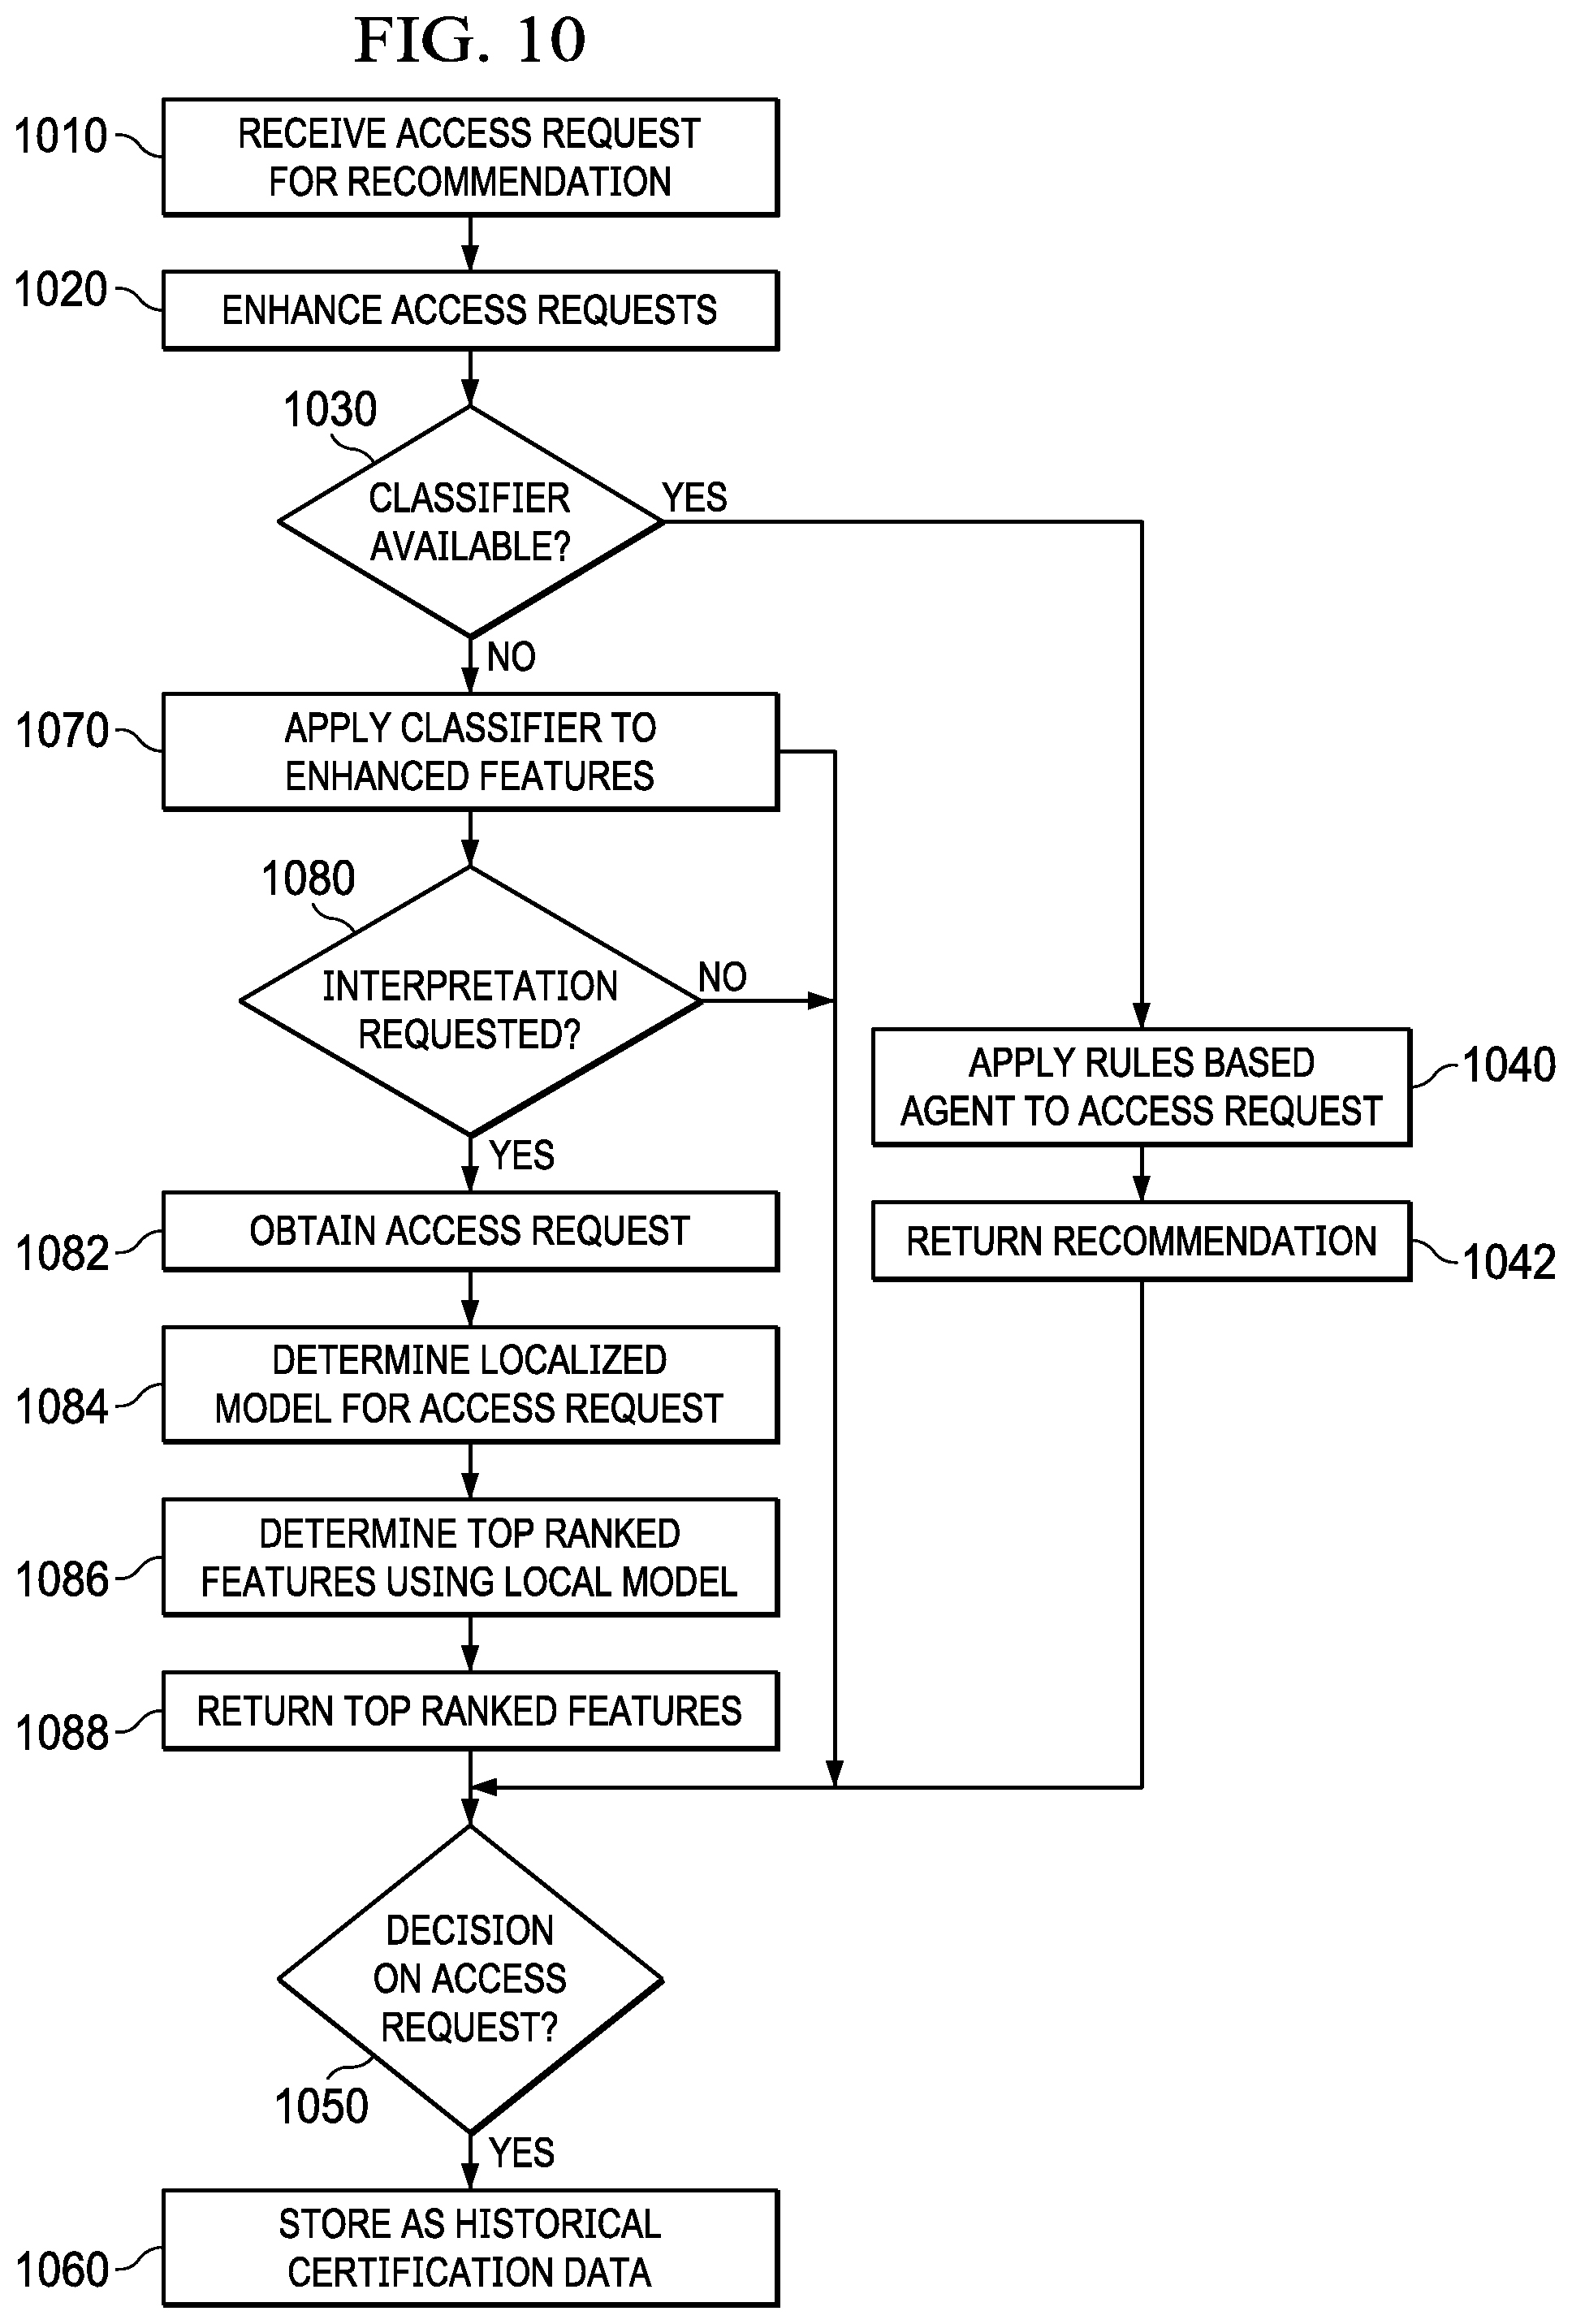 FIG. 10
1010
RECEIVE ACCESS REQUEST
FOR RECOMMENDATION
1020
ENHANCE ACCESS REQUESTS
1030
CLASSIFIER
AVAILABLE?
YES
NO
1070
APPLY CLASSIFIER TO
ENHANCED FEATURES
1080
INTERPRETATION
REQUESTED?
NO
YES
APPLY RULES BASED
AGENT TO ACCESS REQUEST
1040
1082
OBTAIN ACCESS REQUEST
RETURN RECOMMENDATION
1042
1084
DETERMINE LOCALIZED
MODEL FOR ACCESS REQUEST
1086
DETERMINE TOP RANKED
FEATURES USING LOCAL MODEL
1088
RETURN TOP RANKED FEATURES
DECISION
ON ACCESS
REQUEST?
1050
YES
1060
STORE AS HISTORICAL
CERTIFICATION DATA